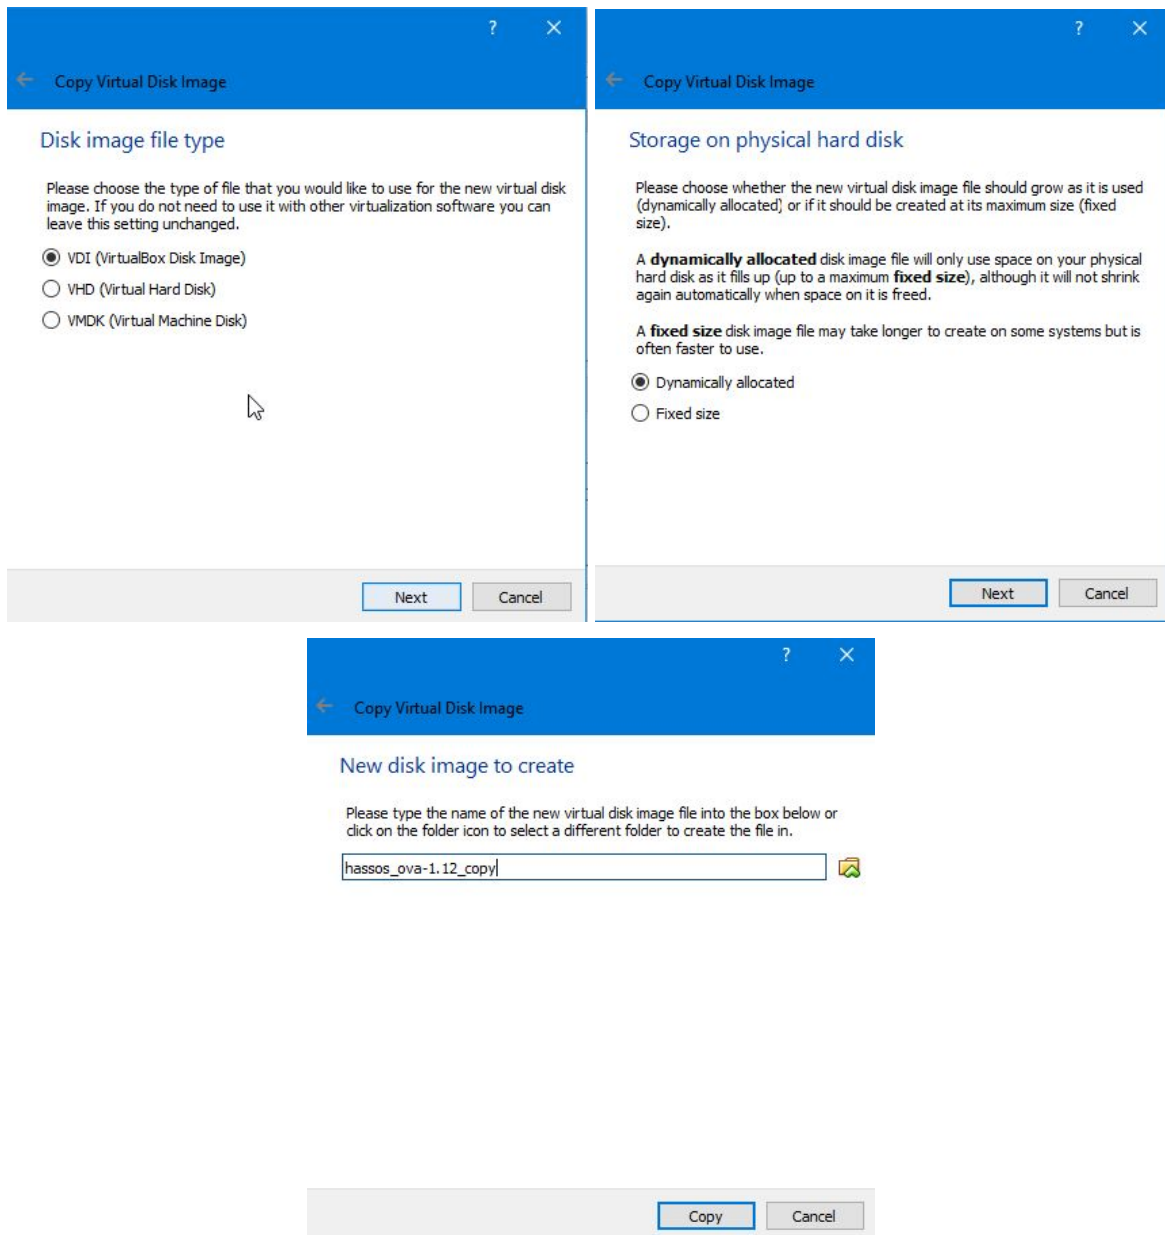 ?
Copy Virtual Disk Image
Disk image file type
Please choose the type of file that you would like to use for the new virtual disk
image. If you do not need to use it with other virtualization software you can
leave this setting unchanged.
VDI (VirtualBox Disk Image)
VHD (Virtual Hard Disk)
VMDK (Virtual Machine Disk)
Next
Cancel
?
Copy Virtual Disk Image
Storage on physical hard disk
Please choose whether the new virtual disk image file should grow as it is used
(dynamically allocated) or if it should be created at its maximum size (fixed
size).
A dynamically allocated disk image file will only use space on your physical
hard disk as it fills up (up to a maximum fixed size), although it will not shrink
again automatically when space on it is freed.
A fixed size disk image file may take longer to create on some systems but is
often faster to use.
Dynamically allocated
Fixed size
Next
Cancel
?
Copy Virtual Disk Image
New disk image to create
Please type the name of the new virtual disk image file into the box below or
click on the folder icon to select a different folder to create the file in.
hassos_ova-1.12_copy
Copy
Cancel